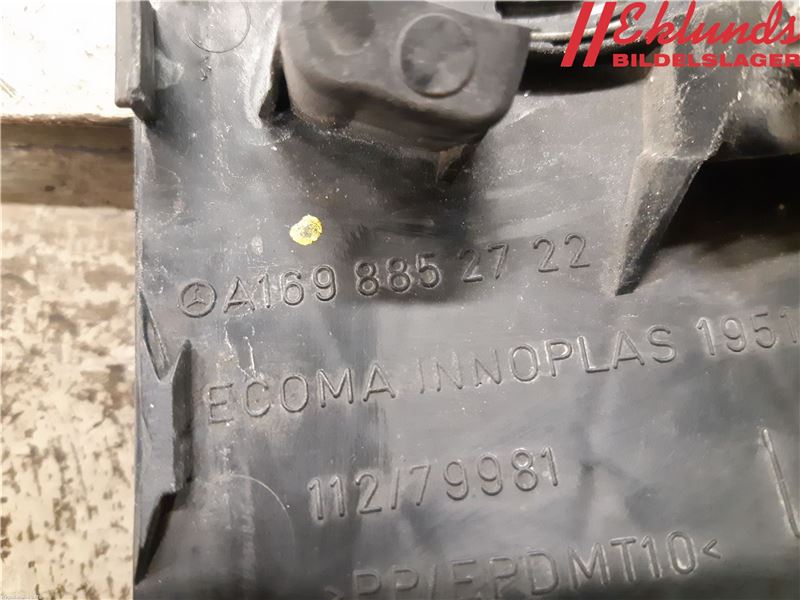 Eklunds
BILDELSLAGER
A169 885 27 22
ECOMA INNOPLAS 1951
112/79981
>PP/EPDMT10<